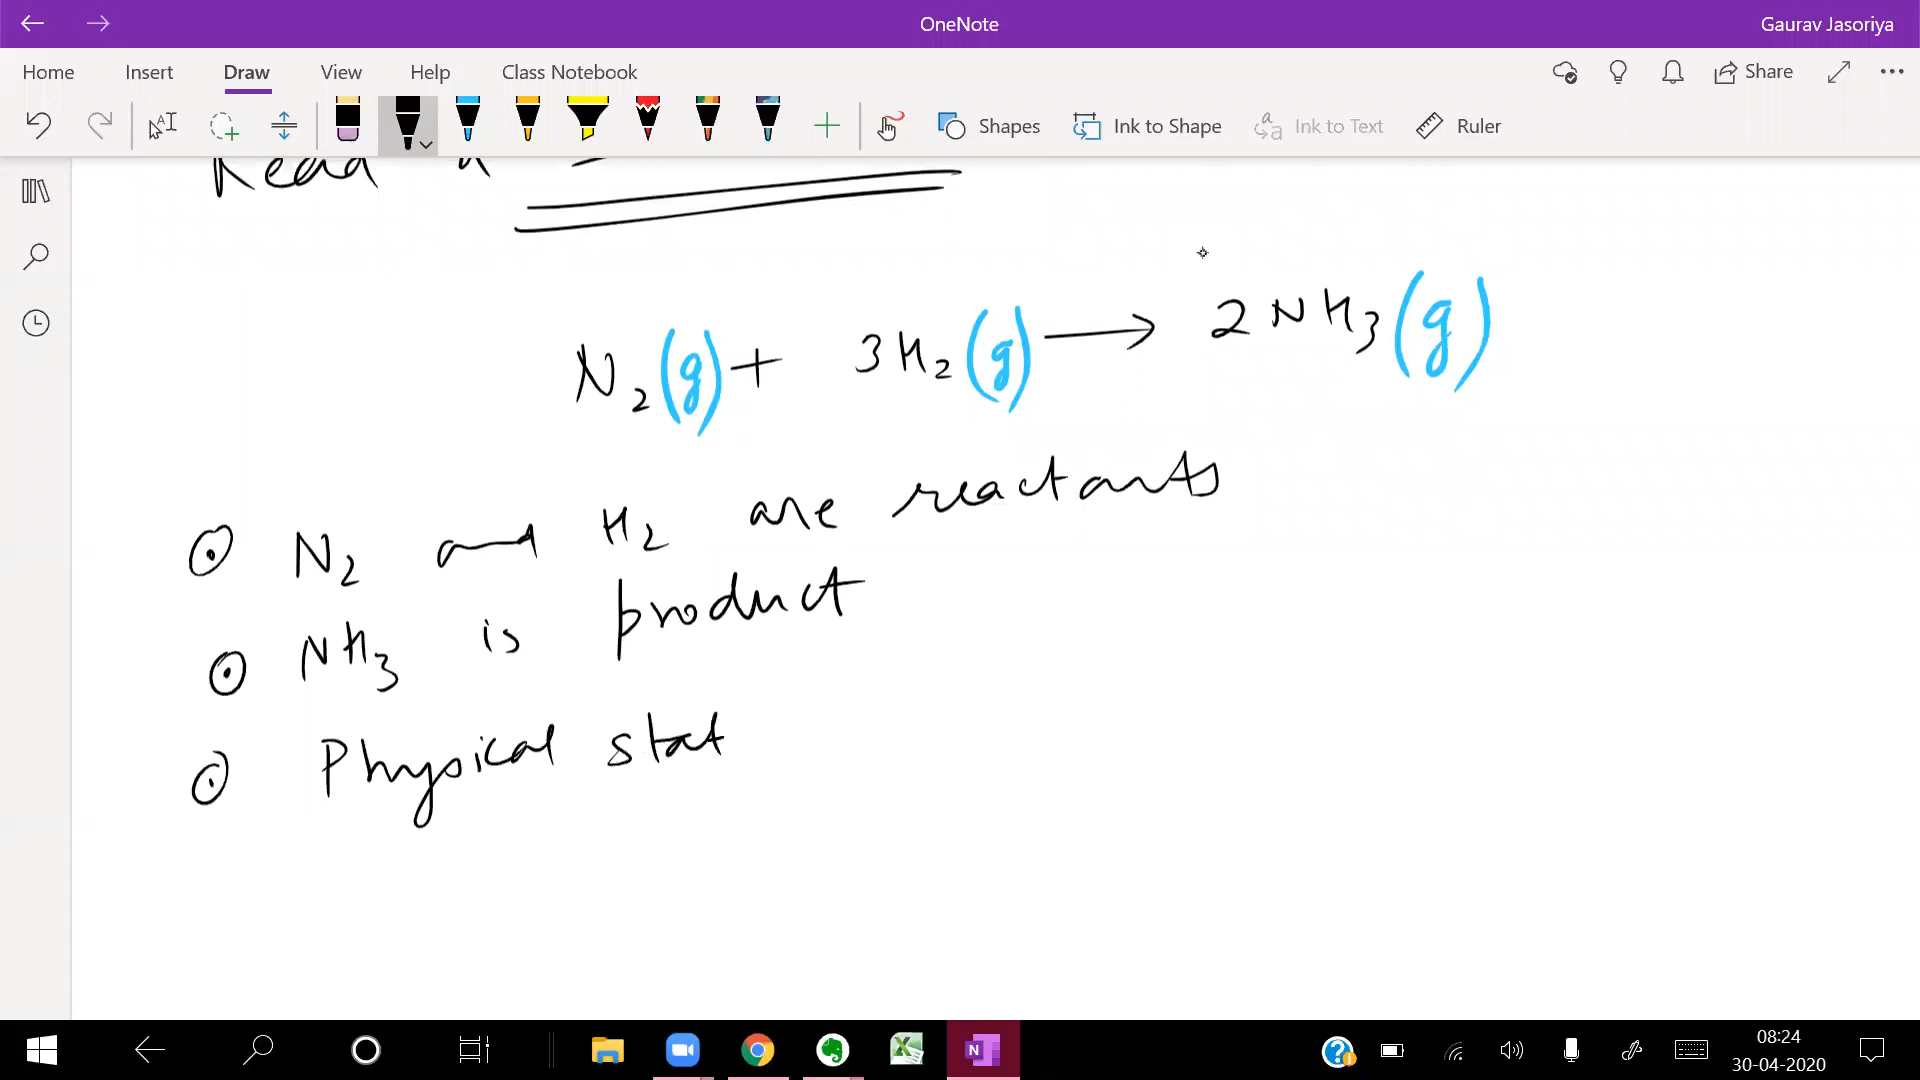 OneNote
Gaurav Jasoriya
Home Insert Draw View Help Class Notebook Share
Shapes Ink to Shape Ink to Text Ruler
Read a
N₂(g) + 3H₂(g) → 2NH₃(g)
N₂ and H₂ are reactants
NH₃ is product
Physical stat
08:24
30-04-2020